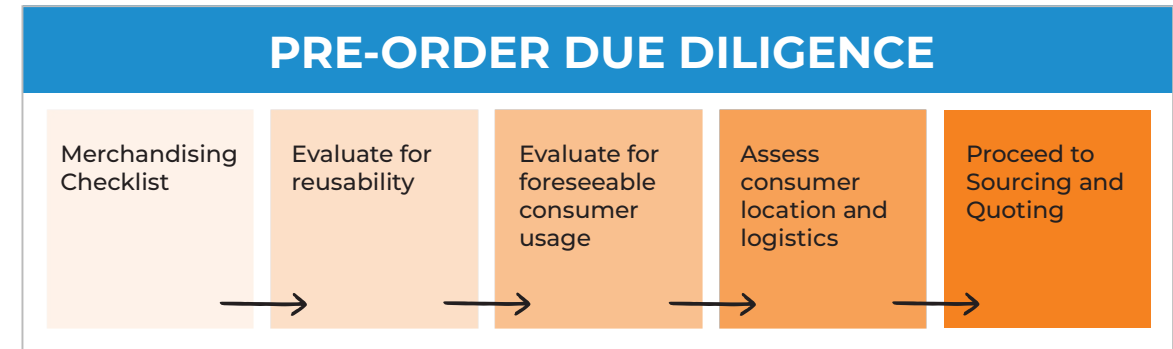 PRE-ORDER DUE DILIGENCE
Merchandising
Checklist
Evaluate for
reusability
Evaluate for
foreseeable
consumer
usage
Assess
consumer
location and
logistics
Proceed to
Sourcing and
Quoting